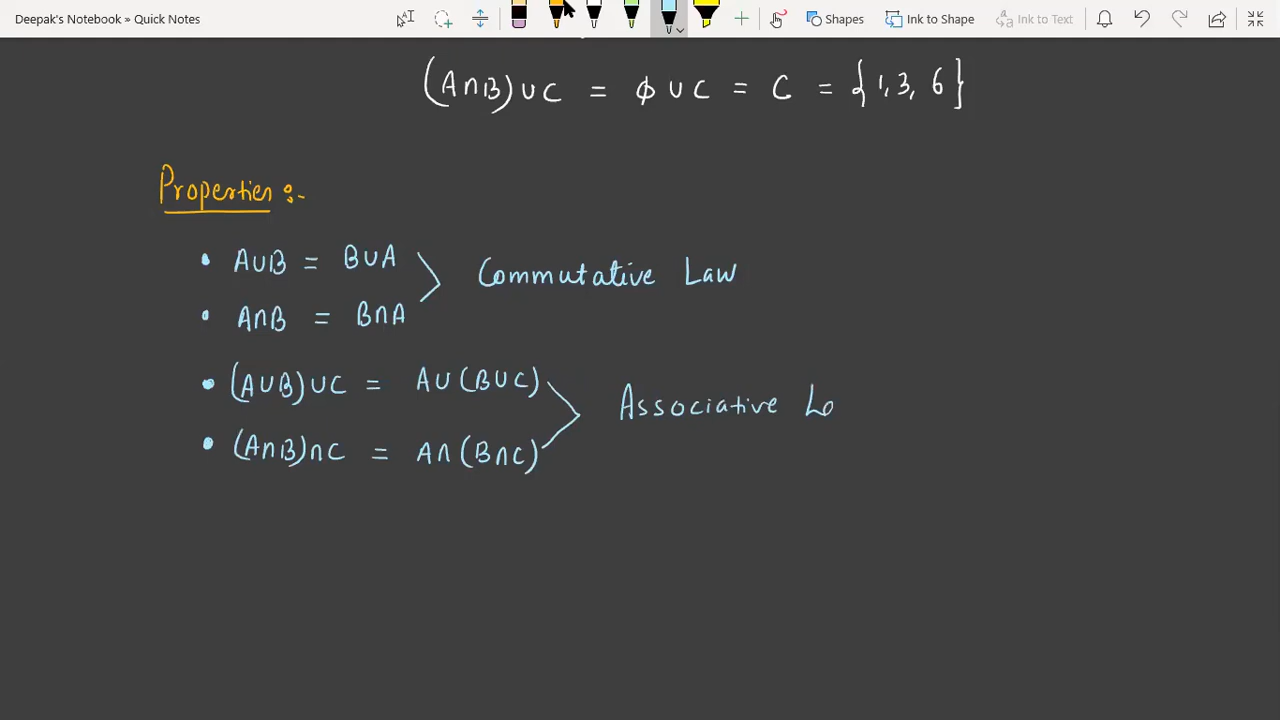 Deepak's Notebook » Quick Notes
Shapes
Ink to Shape
Ink to Text
(A∩B)∪C = ϕ∪C = C = {1,3,6}
Properties :-
• A∪B = B∪A
Commutative Law
• A∩B = B∩A
• (A∪B)∪C = A∪(B∪C)
Associative Lo
• (A∩B)∩C = A∩(B∩C)